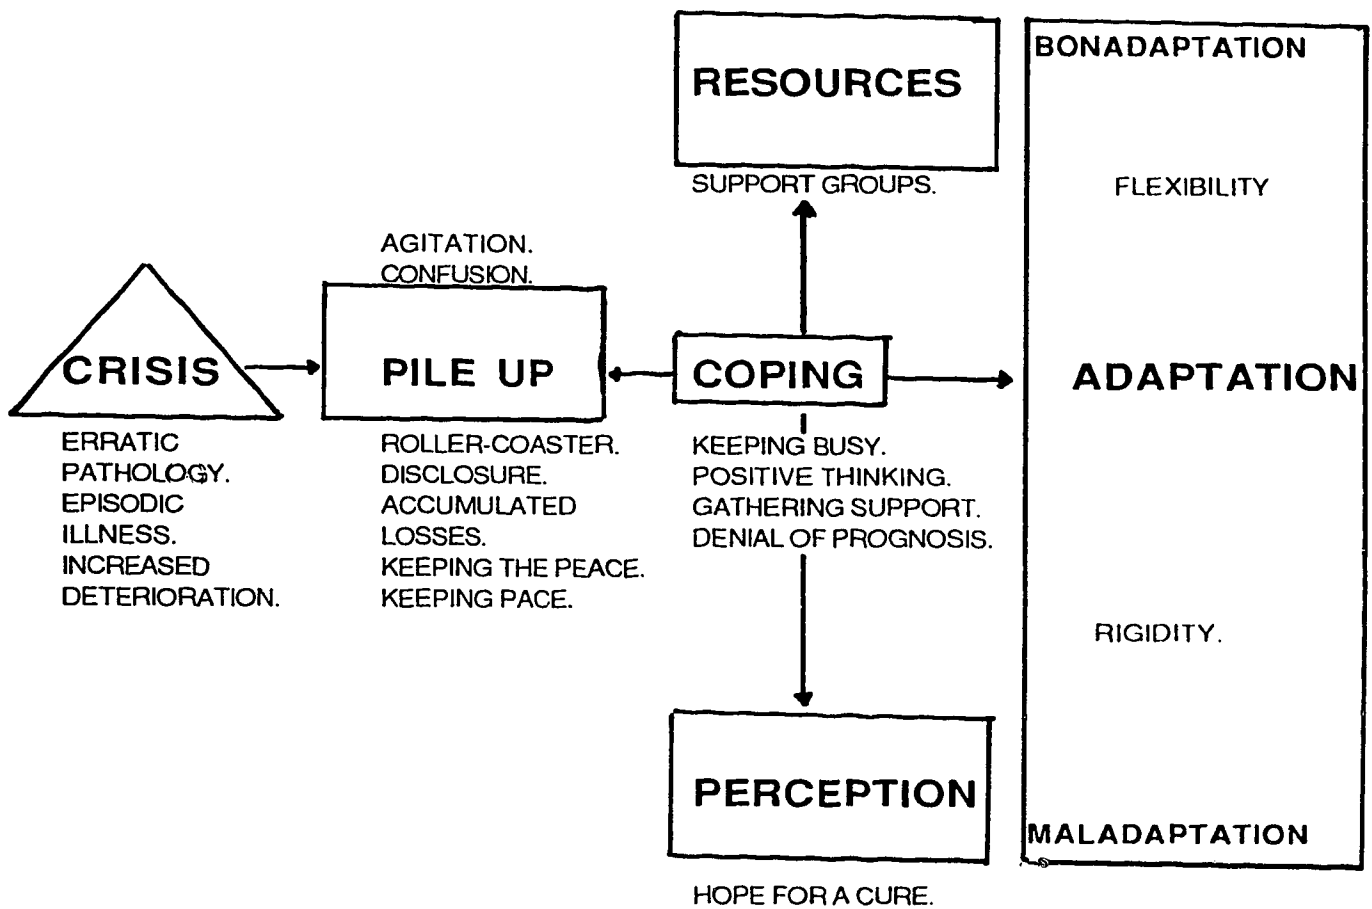 RESOURCES
SUPPORT GROUPS.
AGITATION.
CONFUSION.
CRISIS
ERRATIC
PATHOLOGY.
EPISODIC
ILLNESS.
INCREASED
DETERIORATION.
PILE UP
ROLLER-COASTER.
DISCLOSURE.
ACCUMULATED
LOSSES.
KEEPING THE PEACE.
KEEPING PACE.
COPING
KEEPING BUSY.
POSITIVE THINKING.
GATHERING SUPPORT.
DENIAL OF PROGNOSIS.
PERCEPTION
HOPE FOR A CURE.
BONADAPTATION
FLEXIBILITY
ADAPTATION
RIGIDITY.
MALADAPTATION